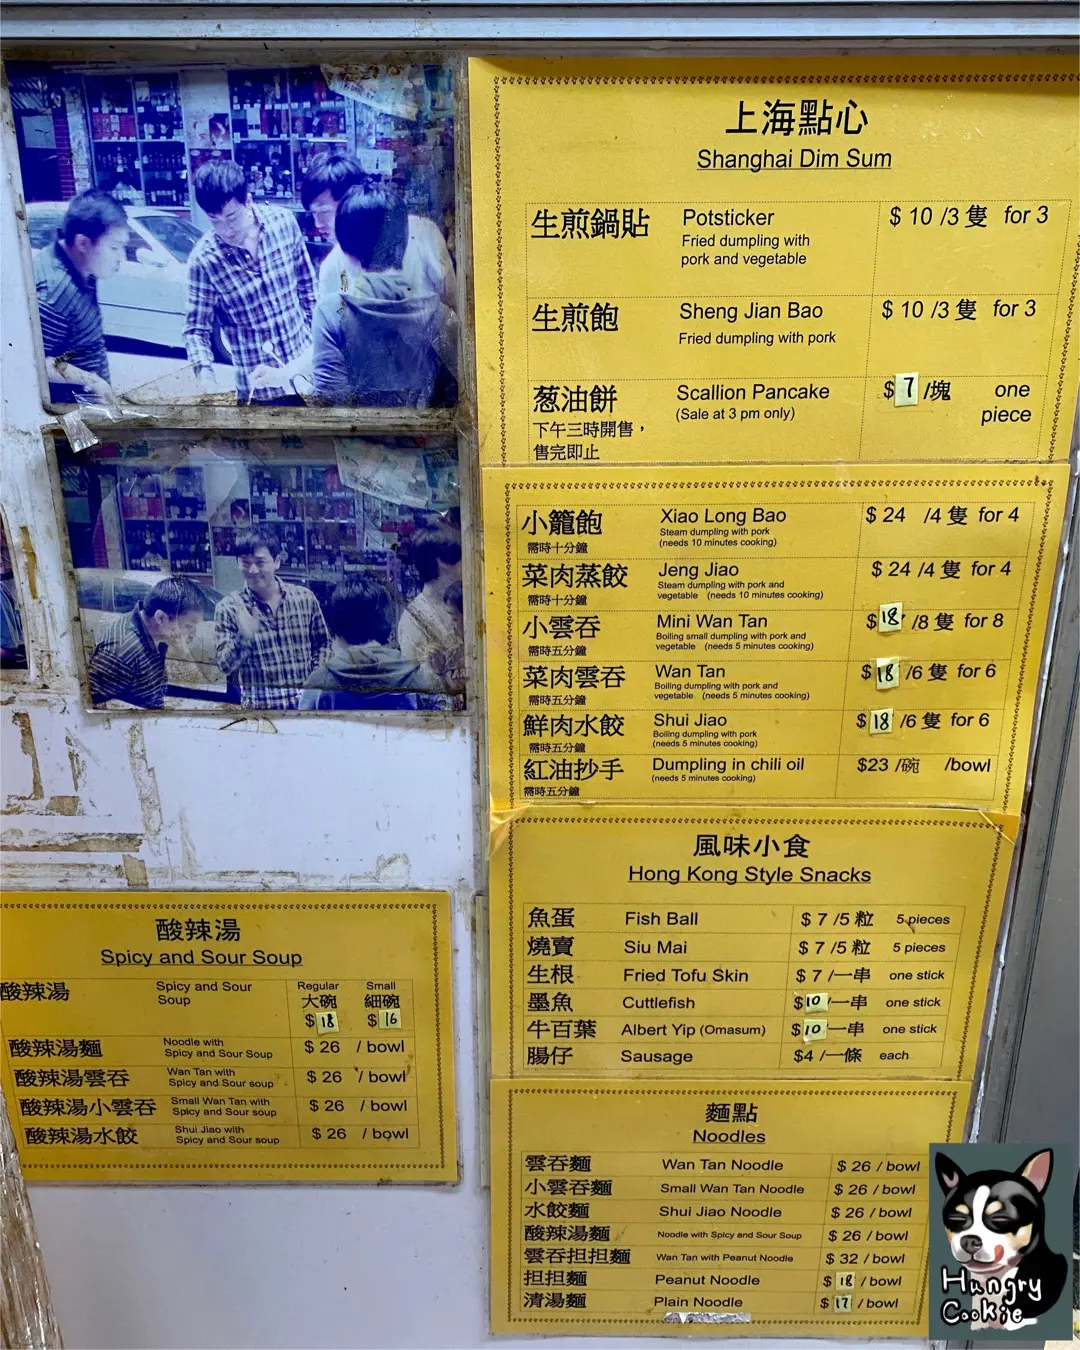 上海點心
Shanghai Dim Sum
生煎鍋貼 Potsticker $ 10 /3 隻 for 3
Fried dumpling with
pork and vegetable
生煎飽 Sheng Jian Bao $ 10 /3 隻 for 3
Fried dumpling with pork
葱油餅 Scallion Pancake $ 7 /塊 one
(Sale at 3 pm only) piece
下午三時開售，
售完即止
小籠飽 Xiao Long Bao $ 24 /4 隻 for 4
Steam dumpling with pork
需時十分鐘 (needs 10 minutes cooking)
菜肉蒸餃 Jeng Jiao $ 24 /4 隻 for 4
Steam dumpling with pork and
需時十分鐘 vegetable (needs 10 minutes cooking)
小雲吞 Mini Wan Tan $ 18 /8 隻 for 8
Boiling small dumpling with pork and
需時五分鐘 vegetable (needs 5 minutes cooking)
菜肉雲吞 Wan Tan $ 18 /6 隻 for 6
Boiling dumpling with pork and
需時五分鐘 vegetable (needs 5 minutes cooking)
鮮肉水餃 Shui Jiao $ 18 /6 隻 for 6
Boiling dumpling with pork
需時五分鐘 (needs 5 minutes cooking)
紅油抄手 Dumpling in chili oil $23 /碗 /bowl
需時五分鐘 (needs 5 minutes cooking)
風味小食
Hong Kong Style Snacks
魚蛋 Fish Ball $ 7 /5 粒 5 pieces
燒賣 Siu Mai $ 7 /5 粒 5 pieces
生根 Fried Tofu Skin $ 7 /一串 one stick
墨魚 Cuttlefish $10 /一串 one stick
牛百葉 Albert Yip (Omasum) $10 /一串 one stick
腸仔 Sausage $4 /一條 each
麵點
Noodles
雲吞麵 Wan Tan Noodle $ 26 / bowl
小雲吞麵 Small Wan Tan Noodle $ 26 / bowl
水餃麵 Shui Jiao Noodle $ 26 / bowl
酸辣湯麵 Noodle with Spicy and Sour Soup $ 26 / bowl
雲吞担担麵 Wan Tan with Peanut Noodle $ 32 / bowl
担担麵 Peanut Noodle $ 18 / bowl
清湯麵 Plain Noodle $ 17 / bowl
酸辣湯
Spicy and Sour Soup
酸辣湯 Spicy and Sour Soup Regular Small
大碗 細碗
$ 18 $ 16
酸辣湯麵 Noodle with Spicy and Sour Soup $ 26 / bowl
酸辣湯雲吞 Wan Tan with Spicy and Sour soup $ 26 / bowl
酸辣湯小雲吞 Small Wan Tan with Spicy and Sour soup $ 26 / bowl
酸辣湯水餃 Shui Jiao with Spicy and Sour soup $ 26 / bowl
Hungry
Cookie